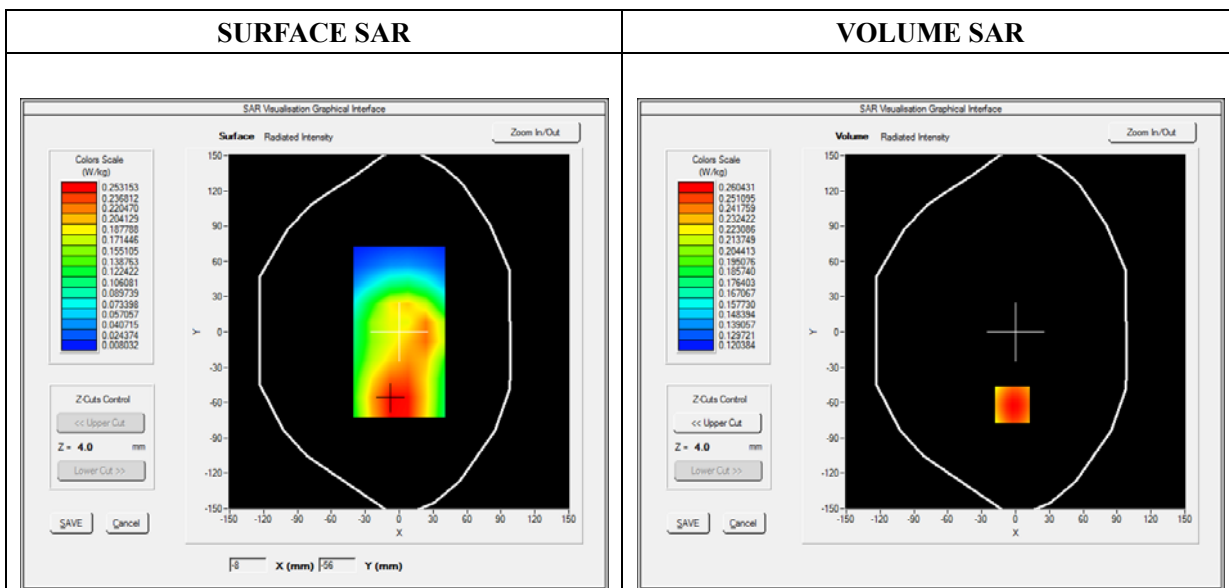 SURFACE SAR
VOLUME SAR
SAR Visualisation Graphical Interface
Surface Radiated Intensity
Zoom In/Out
Colors Scale
(W/kg)
0.253153
0.236812
0.220470
0.204129
0.187788
0.171446
0.155105
0.138763
0.122422
0.106081
0.089739
0.073398
0.057057
0.040715
0.024374
0.008032
150
120
90
60
30
0
-30
-60
-90
-120
-150
Y
-150 -120 -90 -60 -30 0 30 60 90 120 150
X
Z-Cuts Control
<< Upper Cut
Z = 4.0 mm
Lower Cut >>
SAVE Cancel
-8 X (mm) -56 Y (mm)
SAR Visualisation Graphical Interface
Volume Radiated Intensity
Zoom In/Out
Colors Scale
(W/kg)
0.260431
0.251095
0.241759
0.232422
0.223086
0.213749
0.204413
0.195076
0.185740
0.176403
0.167067
0.157730
0.148394
0.139057
0.129721
0.120384
150
120
90
60
30
0
-30
-60
-90
-120
-150
Y
-150 -120 -90 -60 -30 0 30 60 90 120 150
X
Z-Cuts Control
<< Upper Cut
Z = 4.0 mm
Lower Cut >>
SAVE Cancel